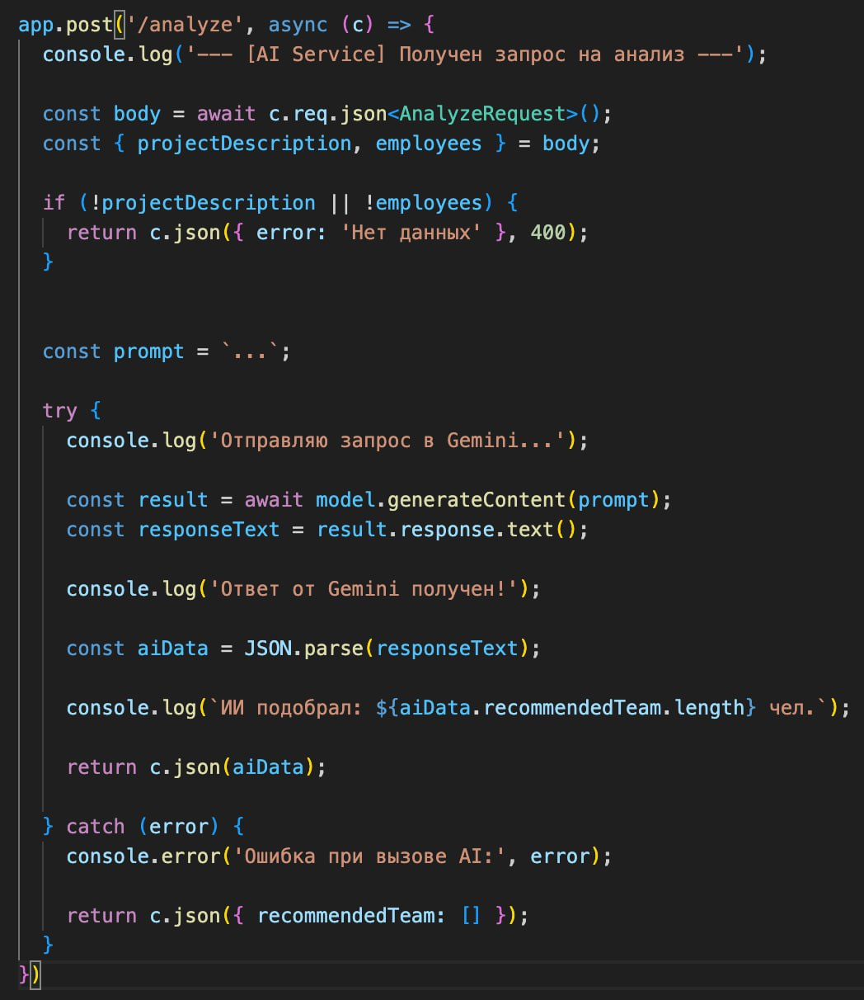 app.post('/analyze', async (c) => {
  console.log('--- [AI Service] Получен запрос на анализ ---');
  const body = await c.req.json<AnalyzeRequest>();
  const { projectDescription, employees } = body;
  if (!projectDescription || !employees) {
    return c.json({ error: 'Нет данных' }, 400);
  }
  const prompt = `...`;
  try {
    console.log('Отправляю запрос в Gemini...');
    const result = await model.generateContent(prompt);
    const responseText = result.response.text();
    console.log('Ответ от Gemini получен!');
    const aiData = JSON.parse(responseText);
    console.log(`ИИ подобрал: ${aiData.recommendedTeam.length} чел.`);
    return c.json(aiData);
  } catch (error) {
    console.error('Ошибка при вызове AI:', error);
    return c.json({ recommendedTeam: [] });
  }
})